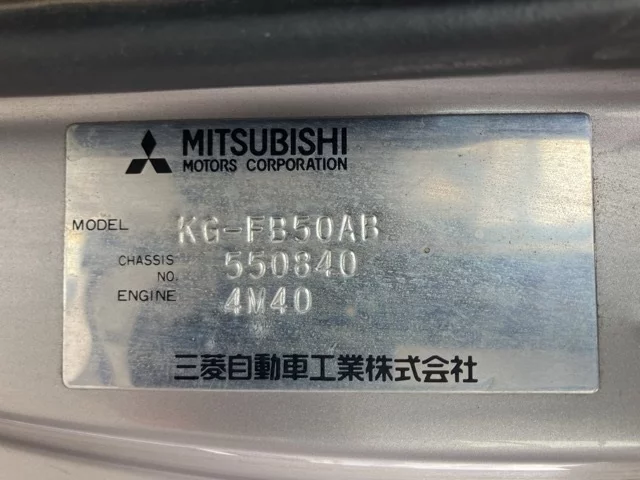 MITSUBISHI
MOTORS CORPORATION
MODEL KG-FB50AB
CHASSIS NO. 550840
ENGINE 4M40
三菱自動車工業株式会社